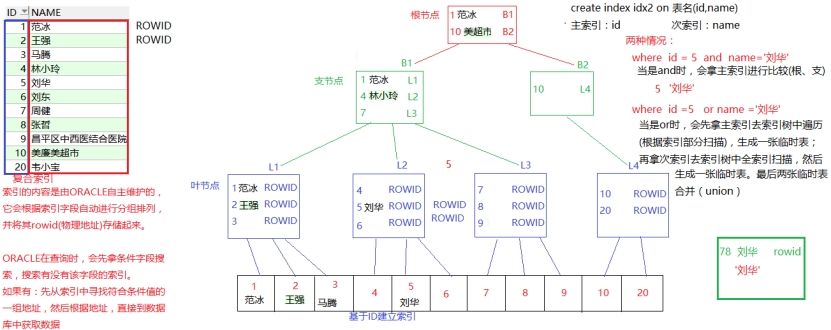 ID NAME
1 范冰 ROWID
2 王强 ROWID
3 马腾
4 林小玲
5 刘华
6 刘东
7 周健
8 张哲
9 昌平区中西医结合医院
10 美廉美超市
20 韦小宝
复合索引
索引的内容是由ORACLE自主维护的，
它会根据索引字段自动进行分组排列，
并将其rowid(物理地址)存储起来。
ORACLE在查询时，会先拿条件字段搜
索，搜索有没有该字段的索引。
如果有：先从索引中寻找符合条件值的
一组地址，然后根据地址，直接到数据
库中获取数据
根节点
1 范冰 B1
10 美超市 B2
支节点
B1
1 范冰 L1
4 林小玲 L2
7 L3
B2
10 L4
叶节点
L1
1 范冰 ROWID
2 王强 ROWID
3 ROWID
L2
4 ROWID
5 刘华 ROWID
6 ROWID
5
ROWID
ROWID
L3
7 ROWID
8 ROWID
9 ROWID
L4
10 ROWID
20 ROWID
1 2 3 4 5 6 7 8 9 10 20
范冰 王强 马腾 刘华
基于ID建立索引
create index idx2 on 表名(id,name)
主索引：id 次索引：name
两种情况：
where id = 5 and name='刘华'
当是and时，会拿主索引进行比较(根、支)
5 '刘华'
where id =5 or name ='刘华'
当是or时，会先拿主索引去索引树中遍历
(根据索引部分扫描)，生成一张临时表；
再拿次索引去索引树中全索引扫描，然后
生成一张临时表。最后两张临时表
合并（union）
78 刘华 rowid
'刘华'